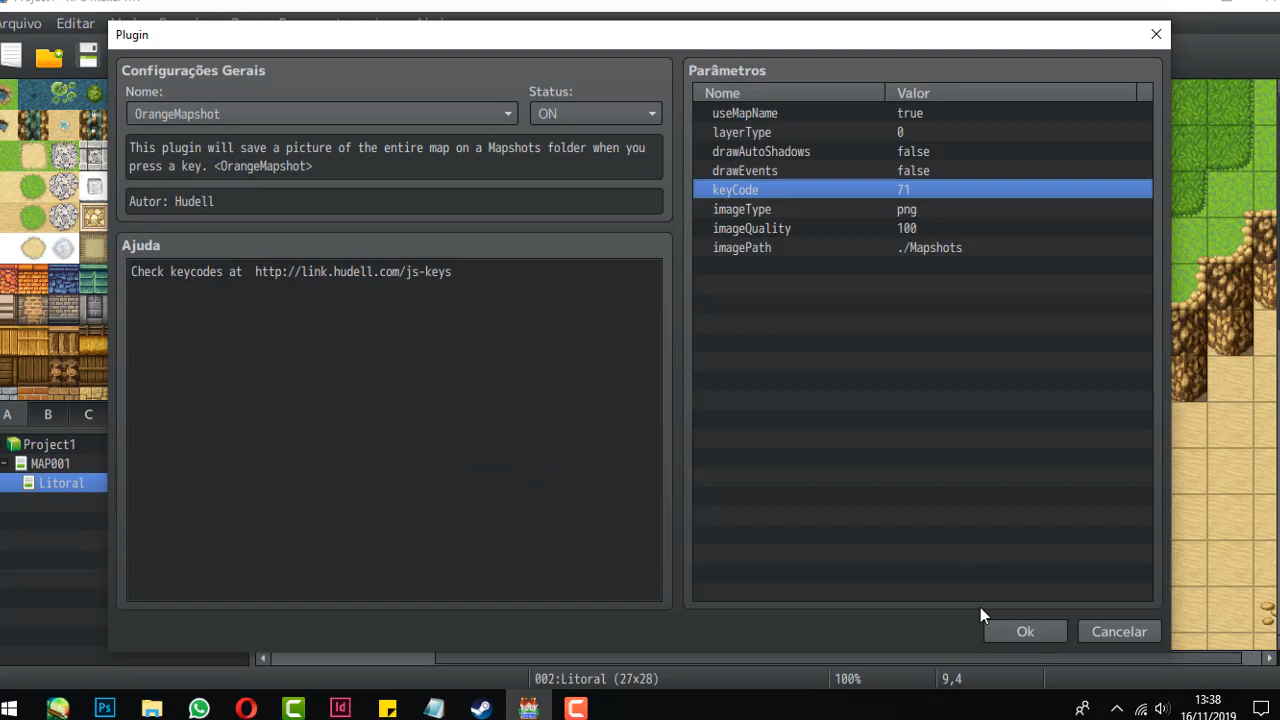 Arquivo Editar
Plugin
Configurações Gerais
Nome:
Status:
OrangeMapshot
ON
This plugin will save a picture of the entire map on a Mapshots folder when you
press a key. <OrangeMapshot>
Autor: Hudell
Ajuda
Check keycodes at http://link.hudell.com/js-keys
Parâmetros
Nome Valor
useMapName true
layerType 0
drawAutoShadows false
drawEvents false
keyCode 71
imageType png
imageQuality 100
imagePath ./Mapshots
Ok
Cancelar
A B C
Project1
MAP001
Litoral
002:Litoral (27x28)
100%
9,4
Ps
Id
13:38
16/11/2019